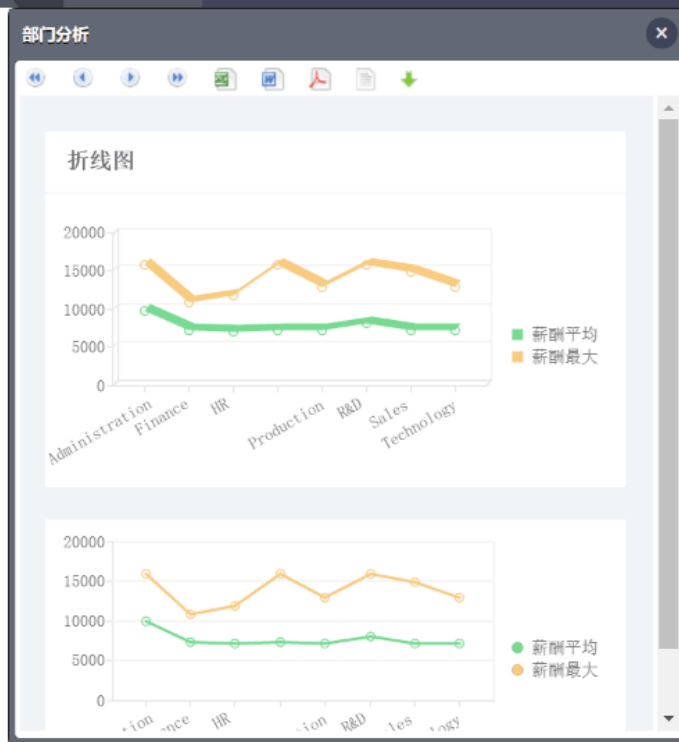 部门分析
折线图
20000
15000
10000
5000
0
Administration
Finance
HR
Production
R&D
Sales
Technology
薪酬平均
薪酬最大
20000
15000
10000
5000
0
HR
R&D
薪酬平均
薪酬最大